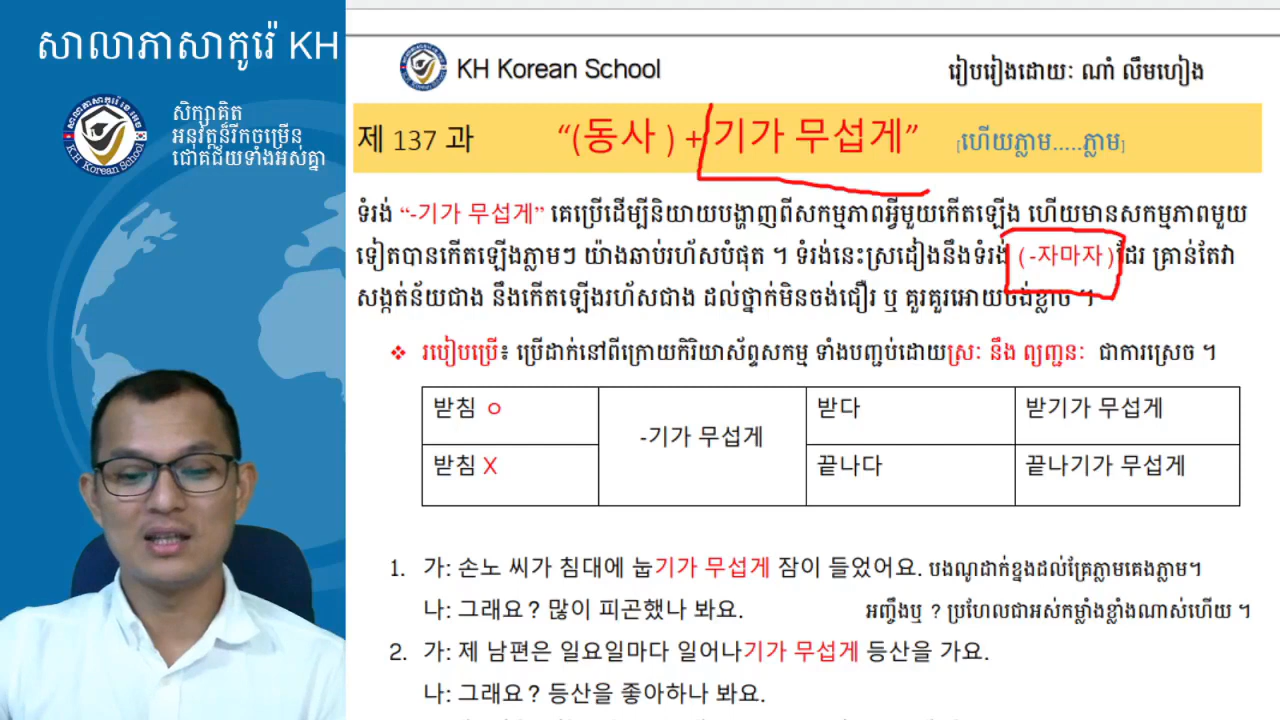 សាលាភាសាកូរ៉េ KH
សិក្សាគិត
អនុវត្តន៍រីកចម្រើន
ជោគជ័យទាំងអស់គ្នា
KH Korean School
រៀបរៀងដោយៈ ណាំ លឹមហៀង
제 137 과 “(동사 ) + 기가 무섭게” [ហើយភ្លាម.....ភ្លាម]
ទំរង់ “-기가 무섭게” គេប្រើដើម្បីនិយាយបង្ហាញពីសកម្មភាពអ្វីមួយកើតឡើង ហើយមានសកម្មភាពមួយ
ទៀតបានកើតឡើងភ្លាមៗ យ៉ាងឆាប់រហ័សបំផុត ។ ទំរង់នេះស្រដៀងនឹងទំរង់ ( -자마자 ) ដែរ គ្រាន់តែវា
សង្កត់ន័យជាង នឹងកើតឡើងរហ័សជាង ដល់ថ្នាក់មិនចង់ជឿរ ឬ គួរគួរអោយចង់ខ្លាច ។
❖ របៀបប្រើ៖ ប្រើដាក់នៅពីក្រោយកិរិយាស័ព្ទសកម្ម ទាំងបញ្ចប់ដោយស្រៈ នឹង ព្យញ្ជនៈ ជាការស្រេច ។
받침 ㅇ -기가 무섭게 받다 받기가 무섭게
받침 X 끝나다 끝나기가 무섭게
1. 가: 손노 씨가 침대에 눕기가 무섭게 잠이 들었어요. បងណូដាក់ខ្នងដល់គ្រែភ្លាមគេងភ្លាម។
나: 그래요? 많이 피곤했나 봐요. អញ្ចឹងឬ ? ប្រហែលជាអស់កម្លាំងខ្លាំងណាស់ហើយ ។
2. 가: 제 남편은 일요일마다 일어나기가 무섭게 등산을 가요.
나: 그래요? 등산을 좋아하나 봐요.